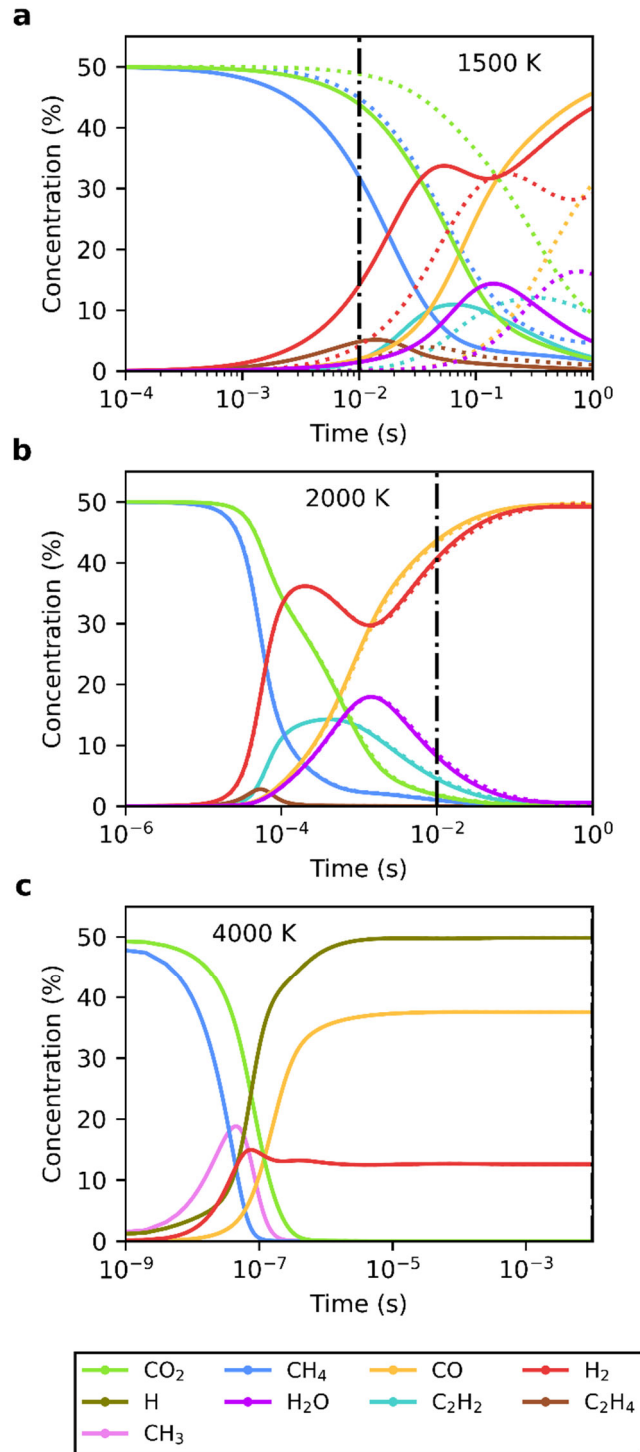 a
1500 K
50
40
30
20
10
0
Concentration (%)
10⁻⁴ 10⁻³ 10⁻² 10⁻¹ 10⁰
Time (s)
b
2000 K
50
40
30
20
10
0
Concentration (%)
10⁻⁶ 10⁻⁴ 10⁻² 10⁰
Time (s)
c
4000 K
50
40
30
20
10
0
Concentration (%)
10⁻⁹ 10⁻⁷ 10⁻⁵ 10⁻³
Time (s)
CO₂ CH₄ CO H₂
H H₂O C₂H₂ C₂H₄
CH₃